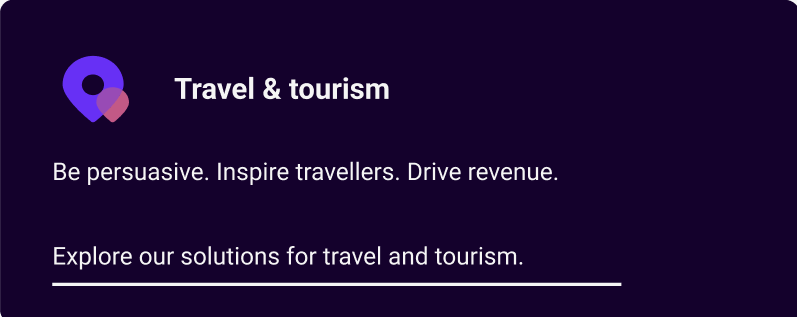 Travel & tourism
Be persuasive. Inspire travellers. Drive revenue.
Explore our solutions for travel and tourism.